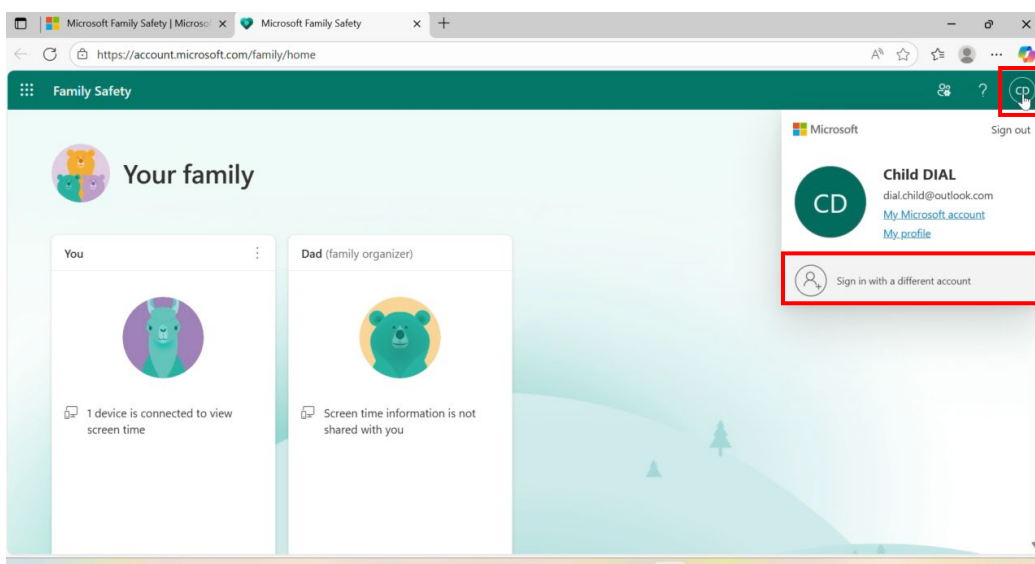 Microsoft Family Safety | Microsof
Microsoft Family Safety
https://account.microsoft.com/family/home
Family Safety
?
Microsoft
Sign out
Your family
Child DIAL
CD
dial.child@outlook.com
My Microsoft account
My profile
You
Dad (family organizer)
Sign in with a different account
1 device is connected to view
screen time
Screen time information is not
shared with you